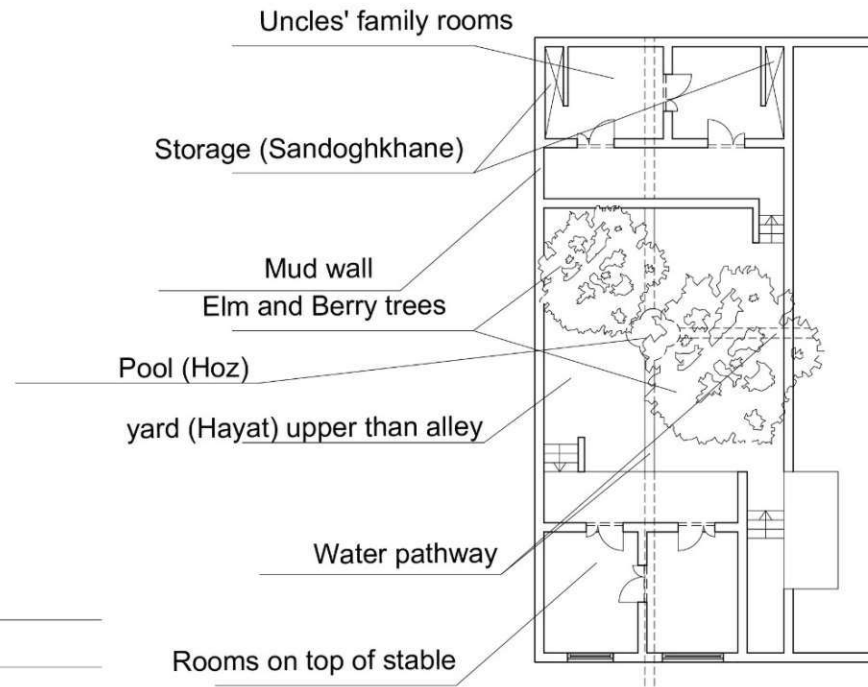 Uncles' family rooms
Storage (Sandoghkhane)
Mud wall
Elm and Berry trees
Pool (Hoz)
yard (Hayat) upper than alley
Water pathway
Rooms on top of stable